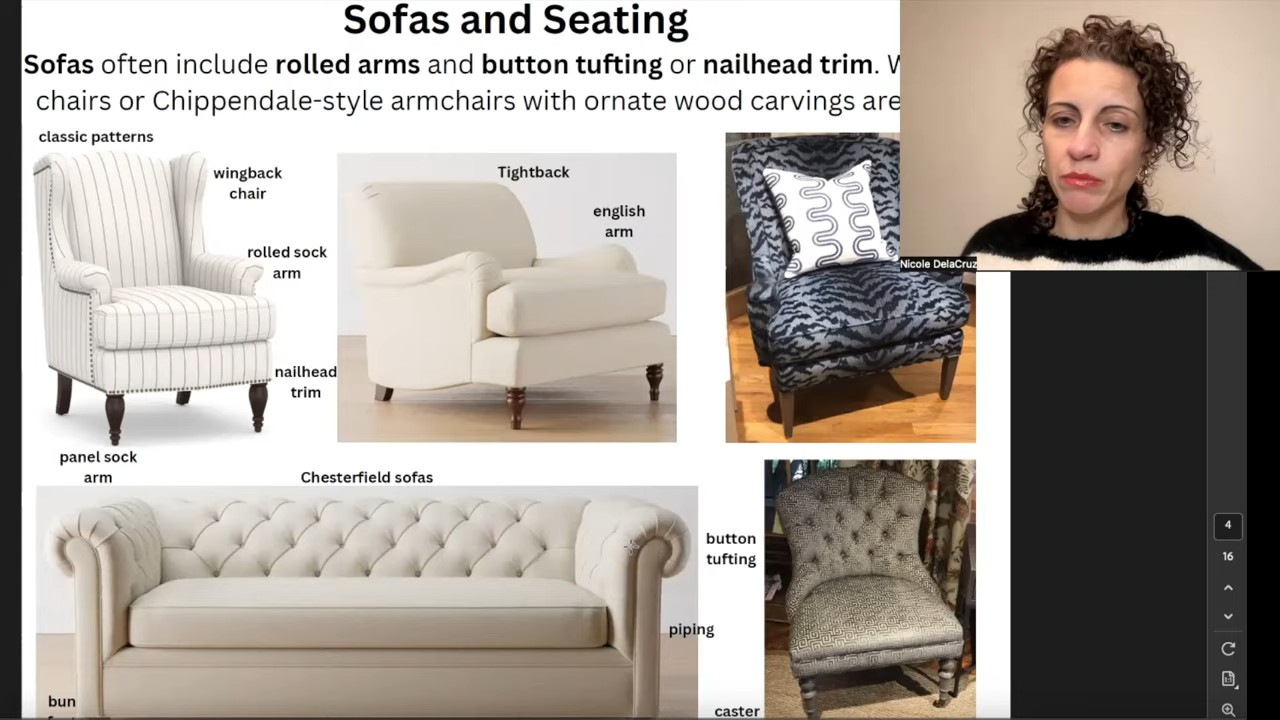 Sofas and Seating
Sofas often include rolled arms and button tufting or nailhead trim.
chairs or Chippendale-style armchairs with ornate wood carvings are
classic patterns
wingback
chair
rolled sock
arm
nailhead
trim
panel sock
arm
Tightback
english
arm
Nicole DelaCruz
Chesterfield sofas
button
tufting
piping
bun
caster
4
16
1:1